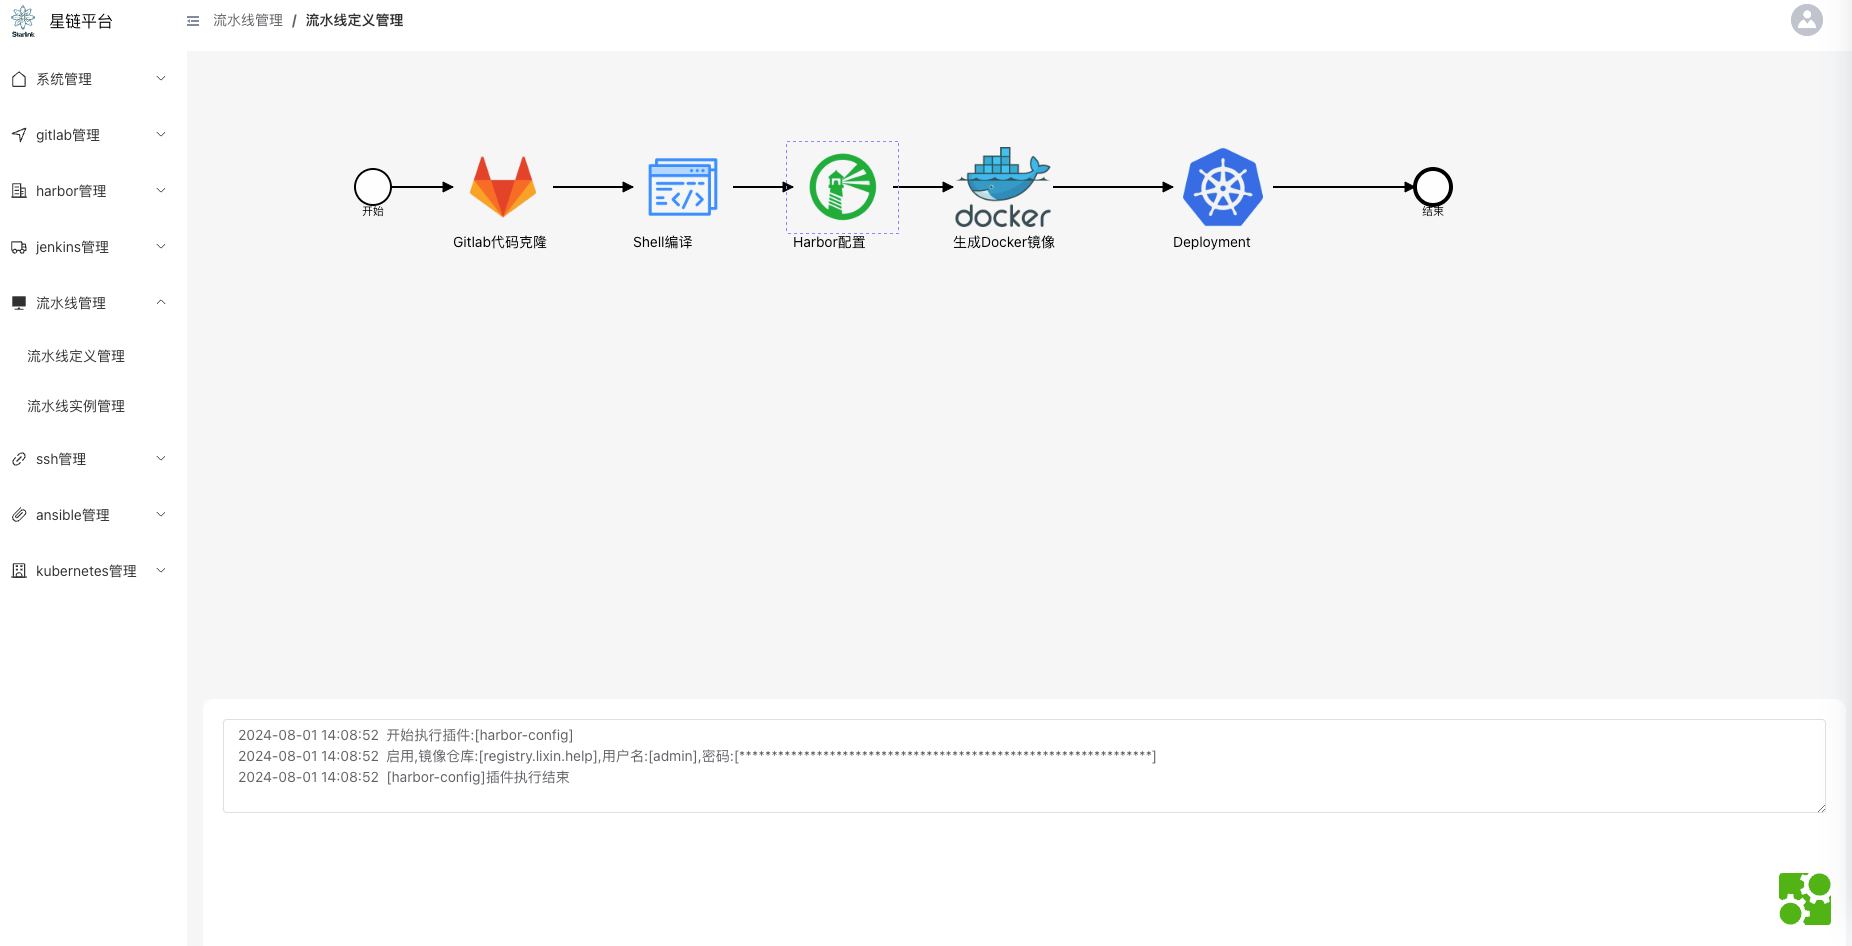 Starlink
星链平台
流水线管理 / 流水线定义管理
系统管理
gitlab管理
harbor管理
jenkins管理
流水线管理
流水线定义管理
流水线实例管理
ssh管理
ansible管理
kubernetes管理
开始
Gitlab代码克隆
Shell编译
Harbor配置
docker
生成Docker镜像
Deployment
结束
2024-08-01 14:08:52 开始执行插件:[harbor-config]
2024-08-01 14:08:52 启用,镜像仓库:[registry.lixin.help],用户名:[admin],密码:[****************************************************************]
2024-08-01 14:08:52 [harbor-config]插件执行结束